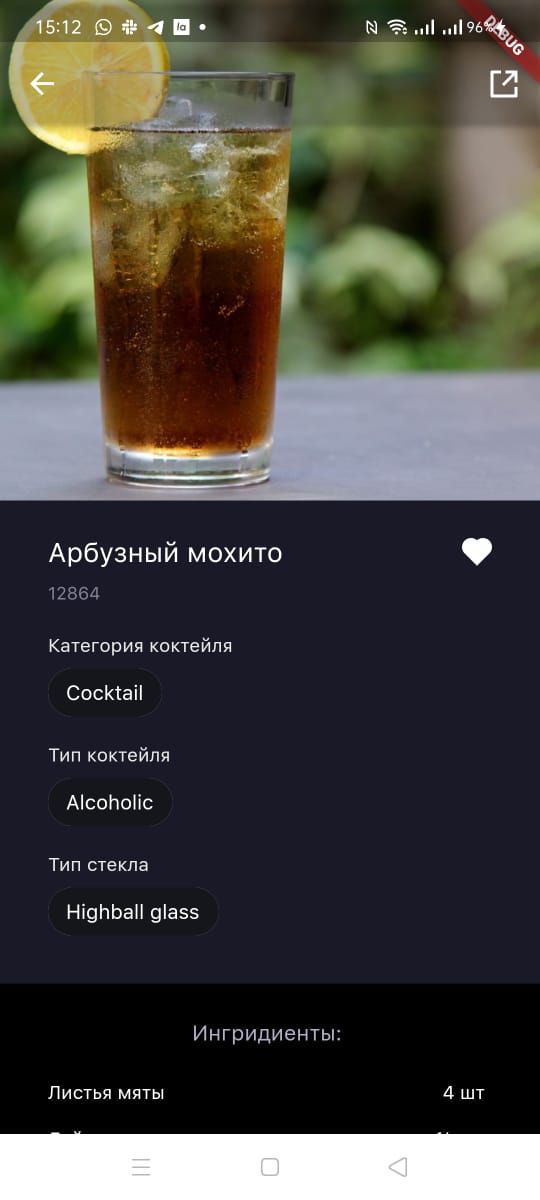 15:12 96%
DEBUG
Арбузный мохито
12864
Категория коктейля
Cocktail
Тип коктейля
Alcoholic
Тип стекла
Highball glass
Ингридиенты:
Листья мяты 4 шт